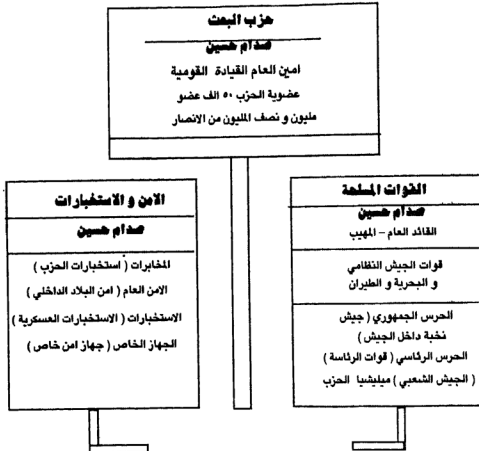 حزب البعث
صدام حسين
امين العام القيادة القومية
عضوية الحزب ٥٠ الف عضو
مليون و نصف المليون من الانصار
القوات المسلحة
صدام حسين
القائد العام – المهيب
قوات الجيش النظامي
و البحرية و الطيران
الحرس الجمهوري ( جيش
نخبة داخل الجيش )
الحرس الرئاسي ( قوات الرئاسة )
( الجيش الشعبي ) ميليشيا الحزب
الامن و الاستخبارات
صدام حسين
المخابرات ( استخبارات الحزب )
الامن العام ( امن البلاد الداخلي )
الاستخبارات ( الاستخبارات العسكرية )
الجهاز الخاص ( جهاز امن خاص )